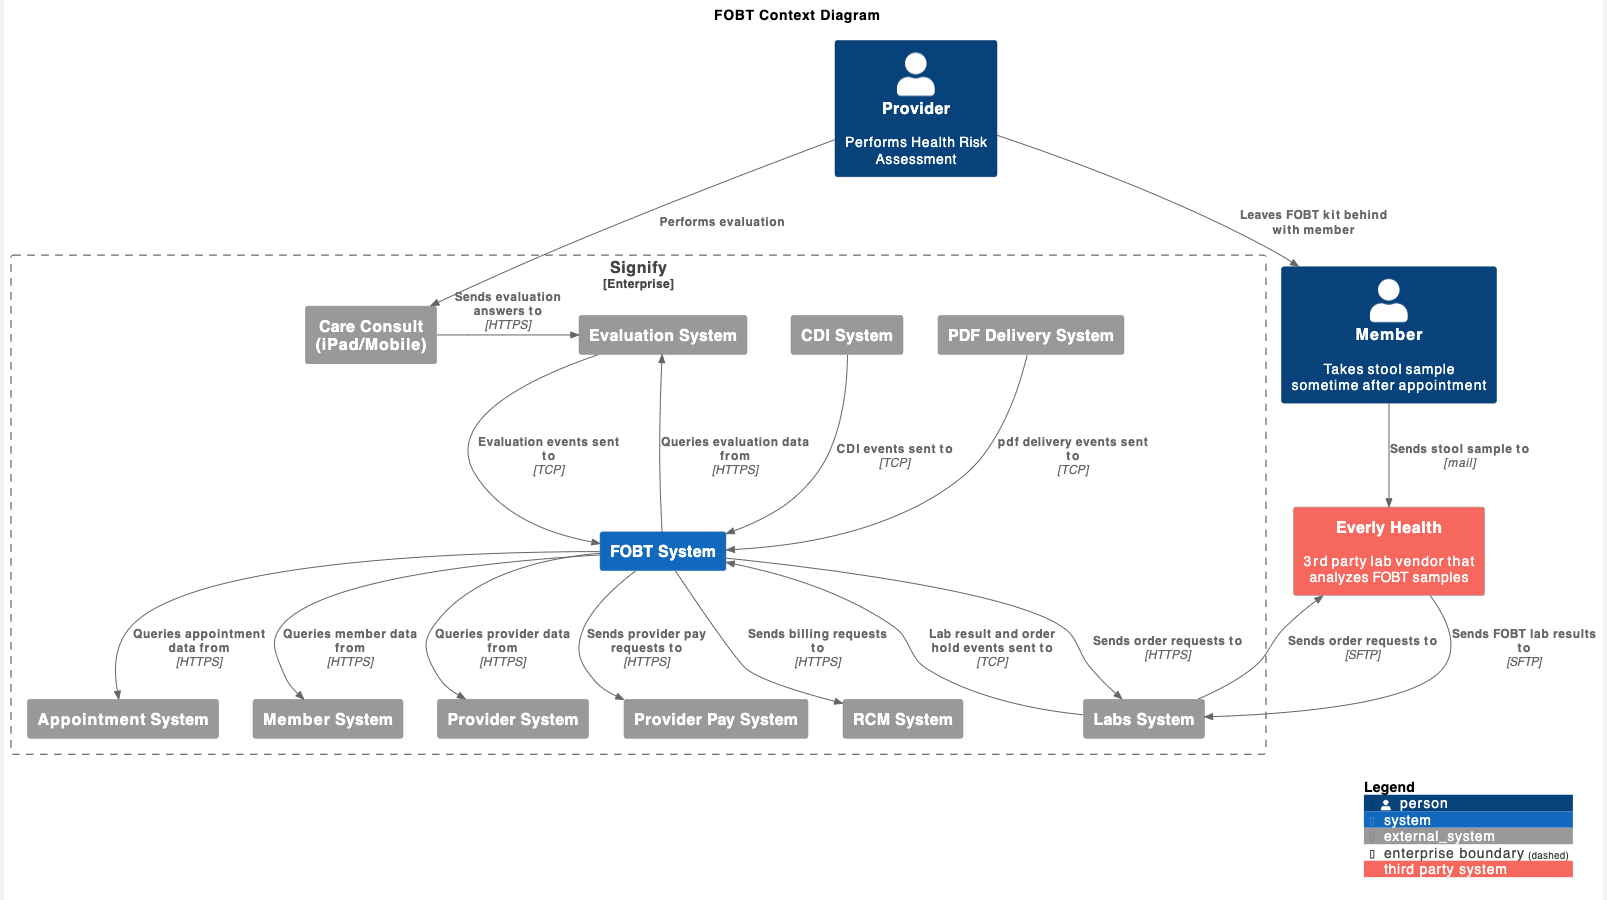 FOBT Context Diagram
Provider
Performs Health Risk
Assessment
Performs evaluation
Leaves FOBT kit behind
with member
Signify
[Enterprise]
Member
Takes stool sample
sometime after appointment
Care Consult
(iPad/Mobile)
Sends evaluation
answers to
[HTTPS]
Evaluation System
CDI System
PDF Delivery System
Evaluation events sent
to
[TCP]
Queries evaluation data
from
[HTTPS]
CDI events sent to
[TCP]
pdf delivery events sent
to
[TCP]
Sends stool sample to
[mail]
FOBT System
Everly Health
3rd party lab vendor that
analyzes FOBT samples
Queries appointment
data from
[HTTPS]
Queries member data
from
[HTTPS]
Queries provider data
from
[HTTPS]
Sends provider pay
requests to
[HTTPS]
Sends billing requests
to
[HTTPS]
Lab result and order
hold events sent to
[TCP]
Sends order requests to
[HTTPS]
Sends order requests to
[SFTP]
Sends FOBT lab results
to
[SFTP]
Appointment System
Member System
Provider System
Provider Pay System
RCM System
Labs System
Legend
person
system
external_system
enterprise boundary (dashed)
third party system